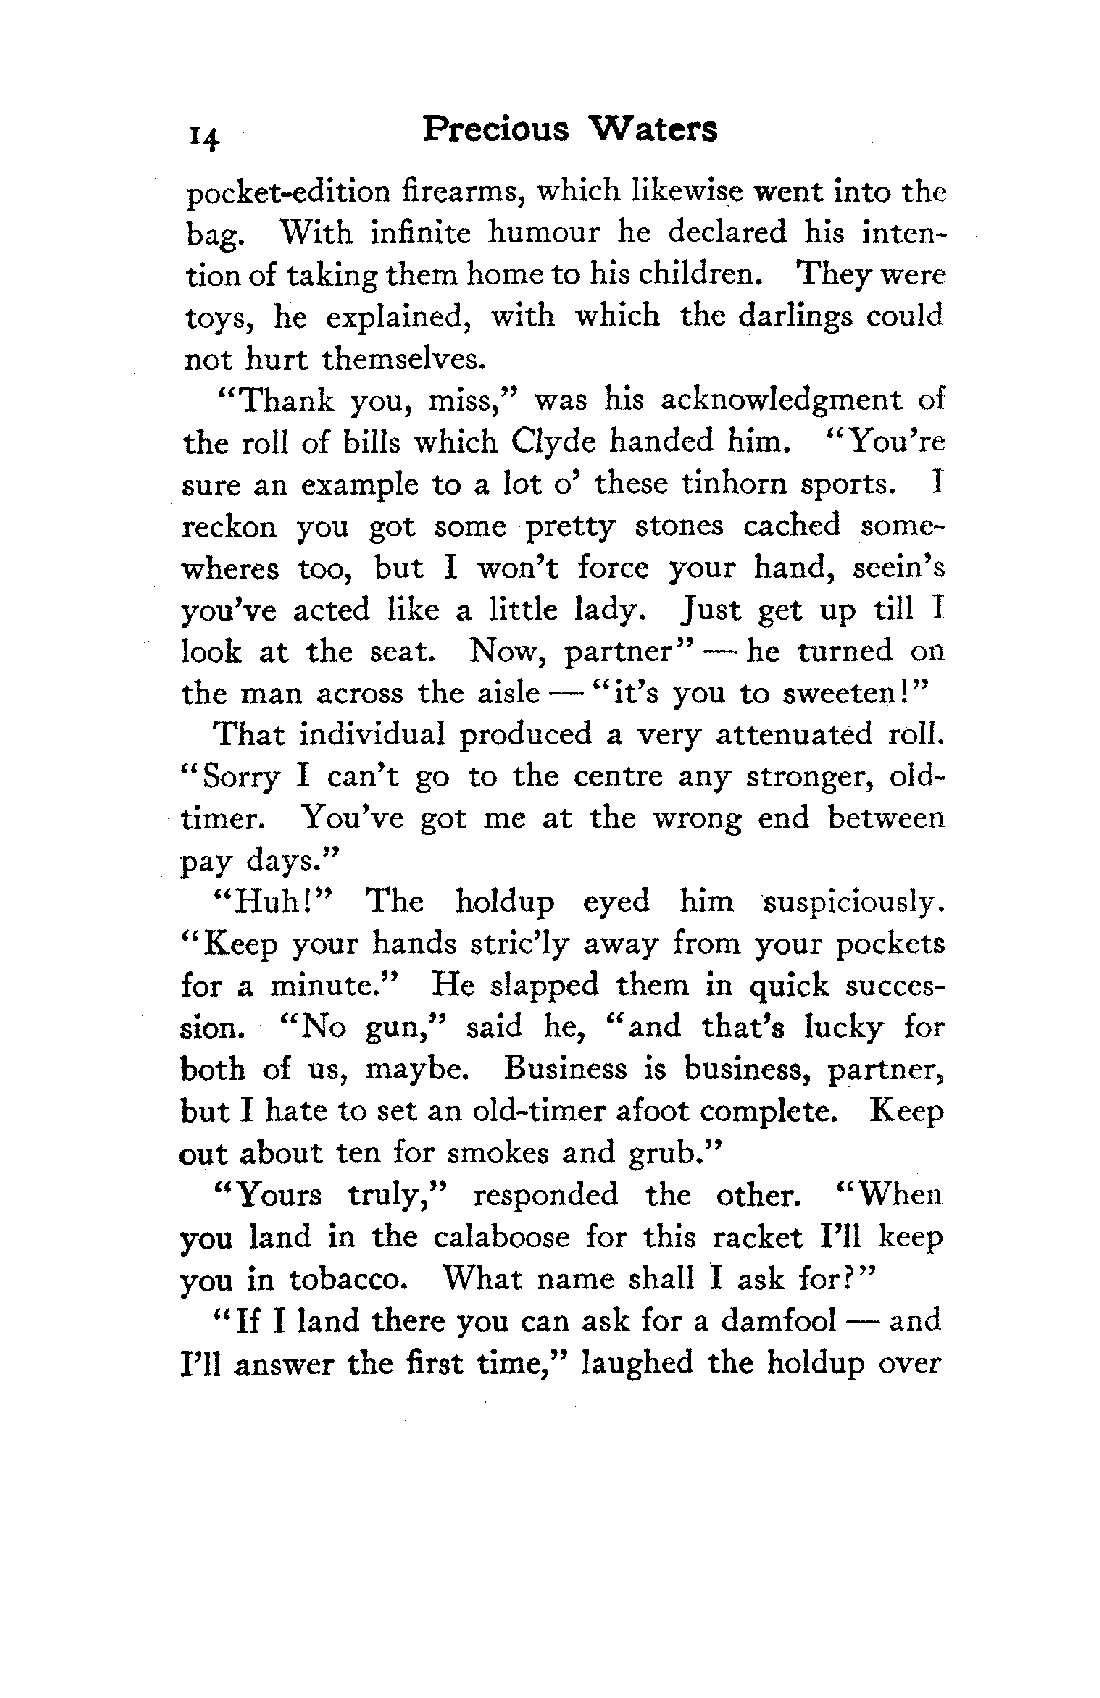 14 Precious Waters
pocket-edition firearms, which likewise went into the
bag. With infinite humour he declared his inten-
tion of taking them home to his children. They were
toys, he explained, with which the darlings could
not hurt themselves.
"Thank you, miss," was his acknowledgment of
the roll of bills which Clyde handed him. "You're
sure an example to a lot o' these tinhorn sports. I
reckon you got some pretty stones cached some-
wheres too, but I won't force your hand, seein's
you've acted like a little lady. Just get up till I
look at the seat. Now, partner" — he turned on
the man across the aisle — "it's you to sweeten!"
That individual produced a very attenuated roll.
"Sorry I can't go to the centre any stronger, old-
timer. You've got me at the wrong end between
pay days."
"Huh!" The holdup eyed him suspiciously.
"Keep your hands stric'ly away from your pockets
for a minute." He slapped them in quick succes-
sion. "No gun," said he, "and that's lucky for
both of us, maybe. Business is business, partner,
but I hate to set an old-timer afoot complete. Keep
out about ten for smokes and grub."
"Yours truly," responded the other. "When
you land in the calaboose for this racket I'll keep
you in tobacco. What name shall I ask for?"
"If I land there you can ask for a damfool — and
I'll answer the first time," laughed the holdup over